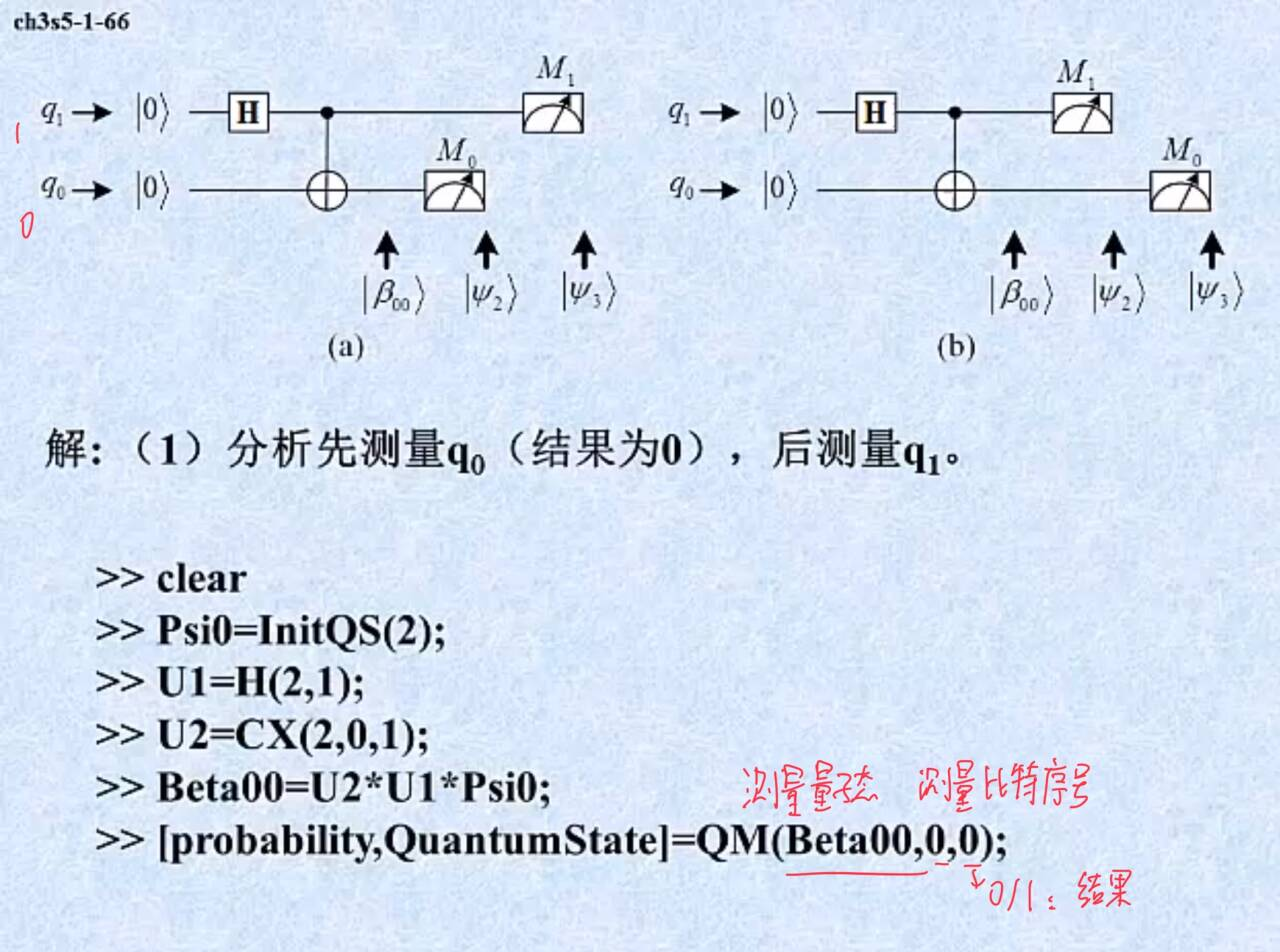 ch3s5-1-66
q₁ → |0⟩ H M₁ q₁ → |0⟩ H M₁
1
q₀ → |0⟩ M₀ q₀ → |0⟩ M₀
0
|β₀₀⟩ |ψ₂⟩ |ψ₃⟩ |β₀₀⟩ |ψ₂⟩ |ψ₃⟩
(a) (b)
解:（1）分析先测量q₀（结果为0），后测量q₁。
>> clear
>> Psi0=InitQS(2);
>> U1=H(2,1);
>> U2=CX(2,0,1);
>> Beta00=U2*U1*Psi0;
测量量子态 测量比特序号
>> [probability,QuantumState]=QM(Beta00,0,0);
0/1: 结果